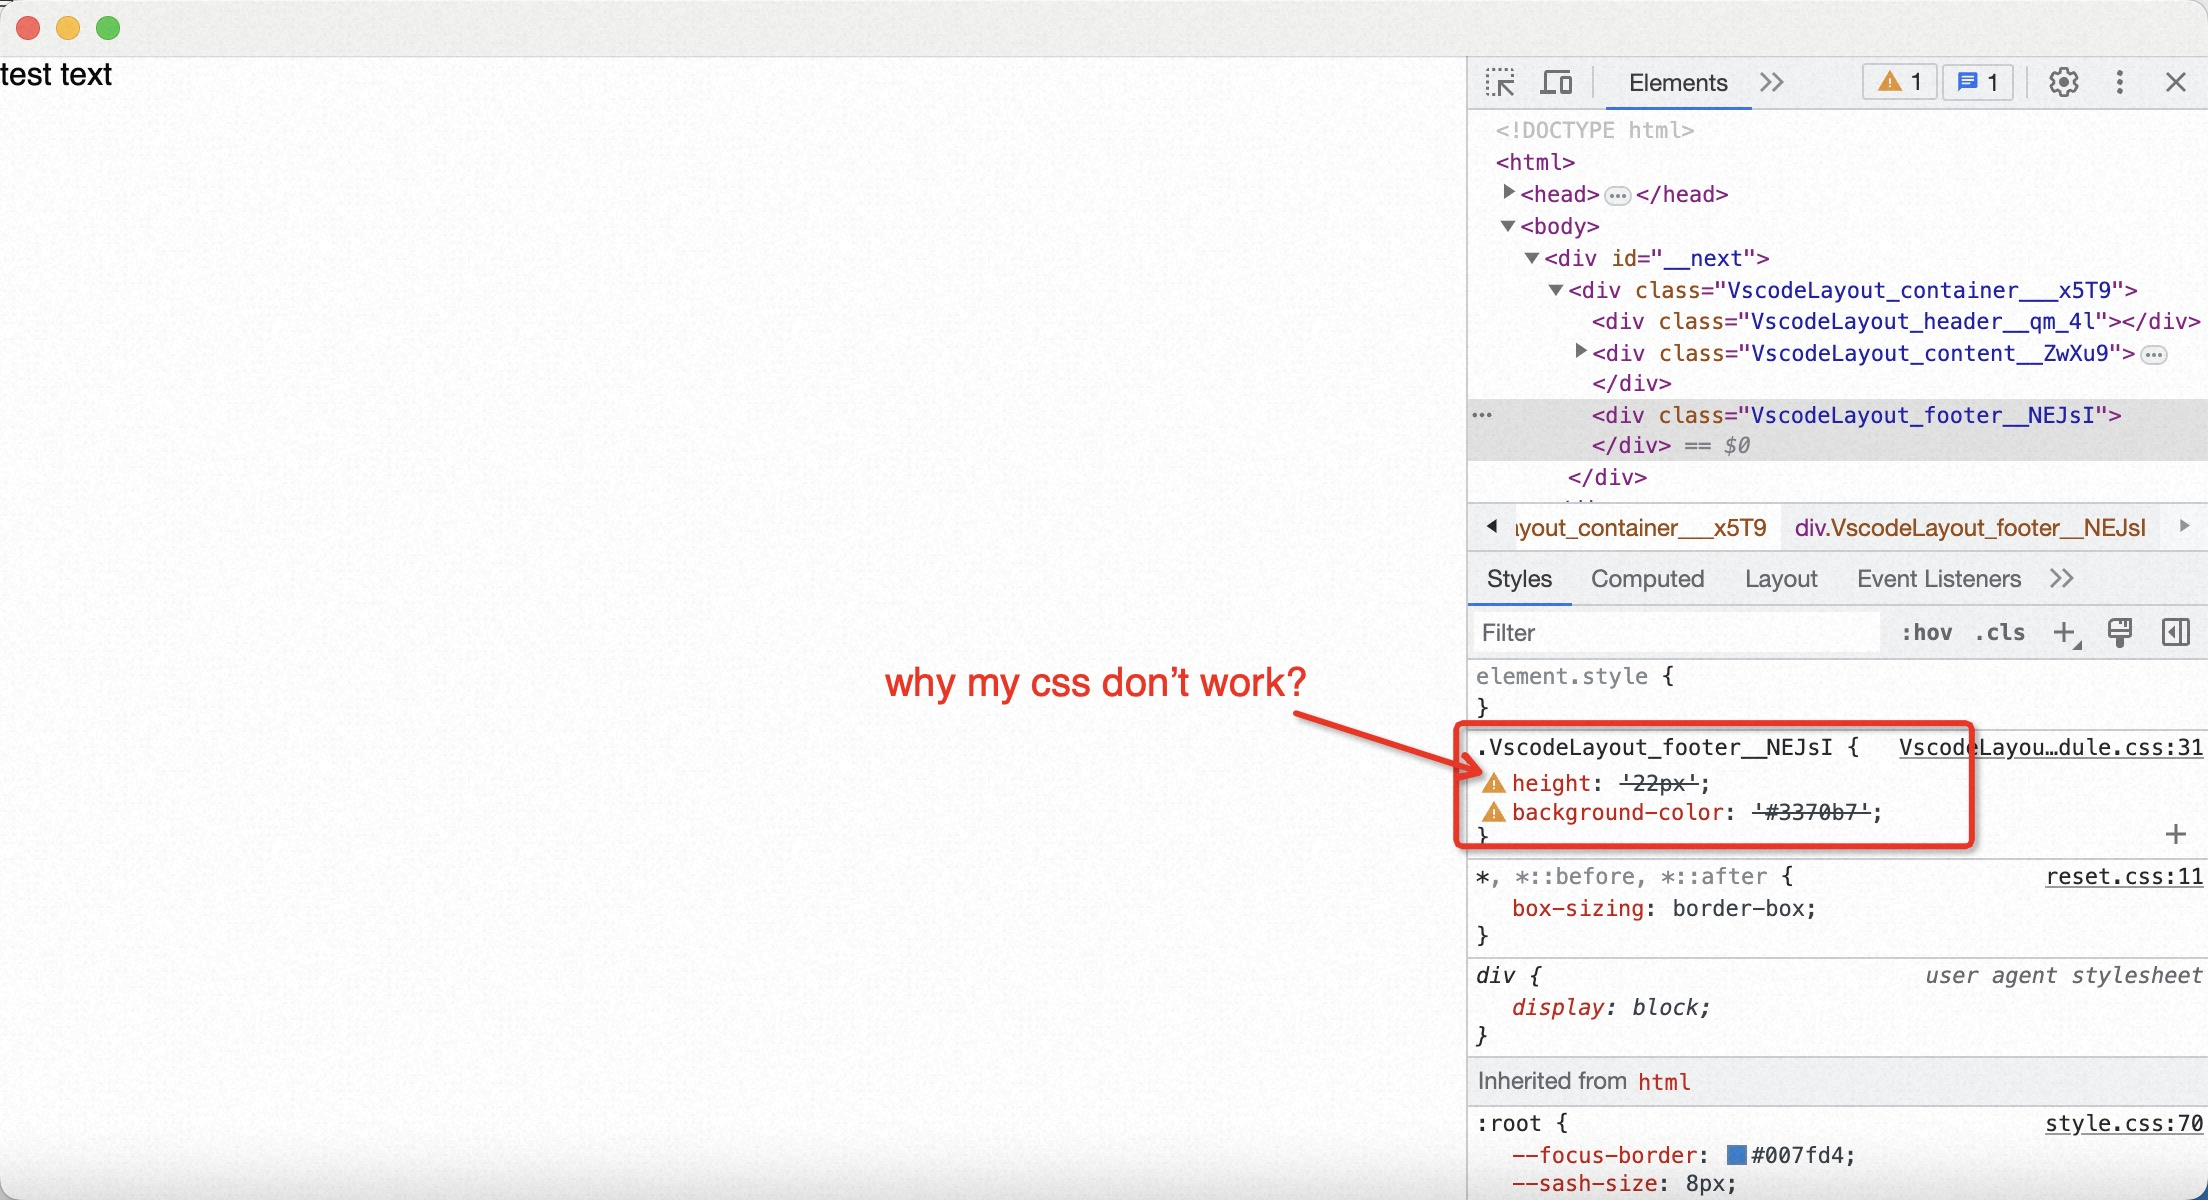 test text
Elements
1
1
<!DOCTYPE html>
<html>
<head> ••• </head>
<body>
<div id="__next">
<div class="VscodeLayout_container___x5T9">
<div class="VscodeLayout_header__qm_4l"></div>
<div class="VscodeLayout_content__ZwXu9"> •••
</div>
<div class="VscodeLayout_footer__NEJsI">
</div> == $0
</div>
yout_container___x5T9 div.VscodeLayout_footer__NEJsI
Styles Computed Layout Event Listeners
Filter :hov .cls
element.style {
}
why my css don't work?
.VscodeLayout_footer__NEJsI { VscodeLayou…dule.css:31
height: '22px';
background-color: '#3370b7';
}
*, *::before, *::after { reset.css:11
box-sizing: border-box;
}
div { user agent stylesheet
display: block;
}
Inherited from html
:root { style.css:70
--focus-border: #007fd4;
--sash-size: 8px;